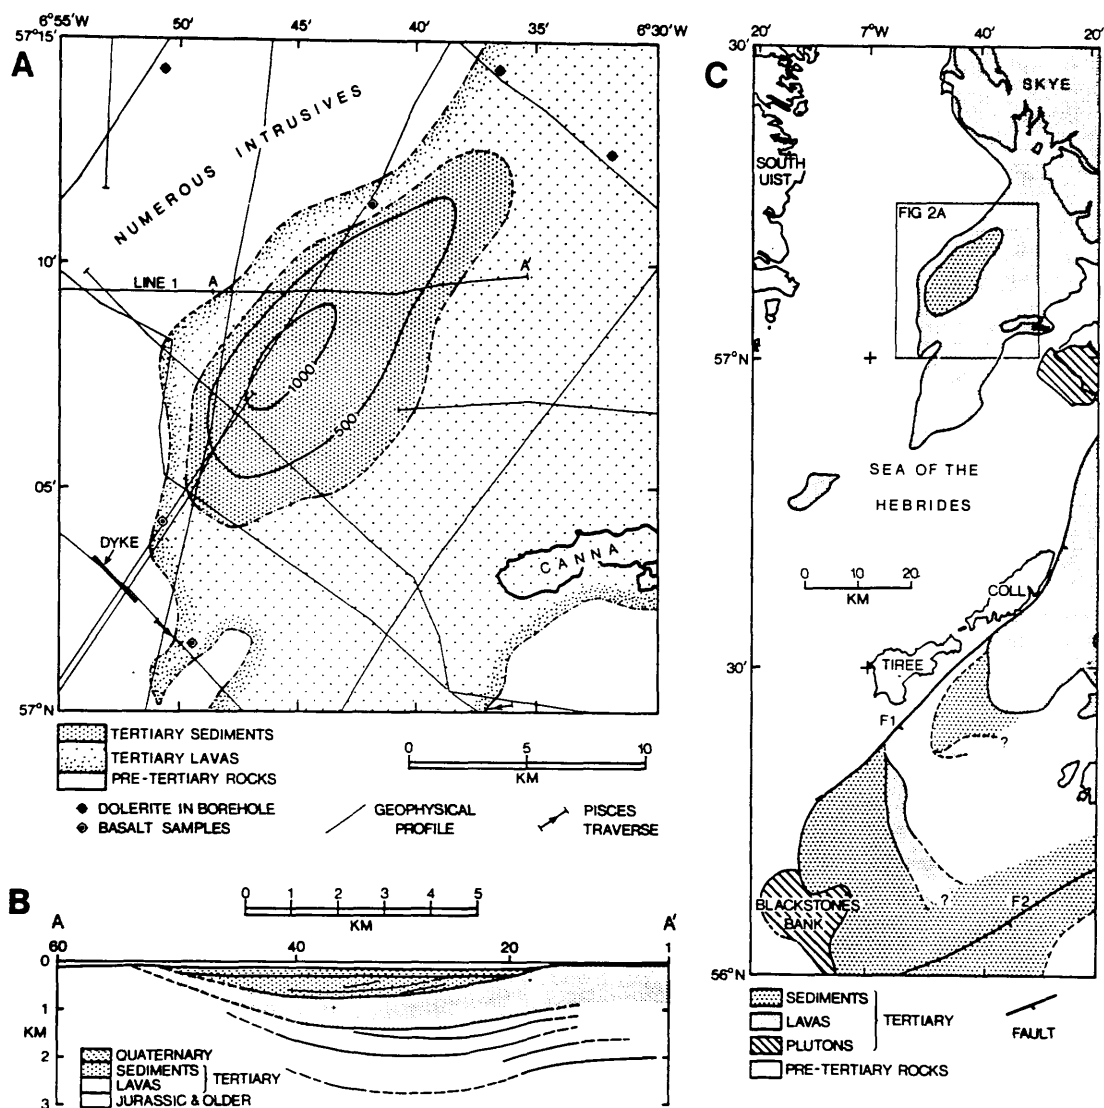 A
6°55'W
50'
45'
40'
35'
6°30'W
57°15'
NUMEROUS INTRUSIVES
10'
LINE 1
A
A'
1000
500
05'
DYKE
CANNA
57°N
TERTIARY SEDIMENTS
TERTIARY LAVAS
PRE-TERTIARY ROCKS
0 5 10
KM
DOLERITE IN BOREHOLE
BASALT SAMPLES
GEOPHYSICAL
PROFILE
PISCES
TRAVERSE
B
0 1 2 3 4 5
KM
A
A'
60 40 20 1
0
1
KM
2
3
QUATERNARY
SEDIMENTS
LAVAS
TERTIARY
JURASSIC & OLDER
C
30'
20'
7°W
40'
20'
SKYE
SOUTH
UIST
FIG 2A
57°N
SEA OF THE
HEBRIDES
0 10 20
KM
COLL
30'
TIREE
F1
?
?
F2
BLACKSTONES
BANK
56°N
SEDIMENTS
LAVAS
TERTIARY
PLUTONS
PRE-TERTIARY ROCKS
FAULT